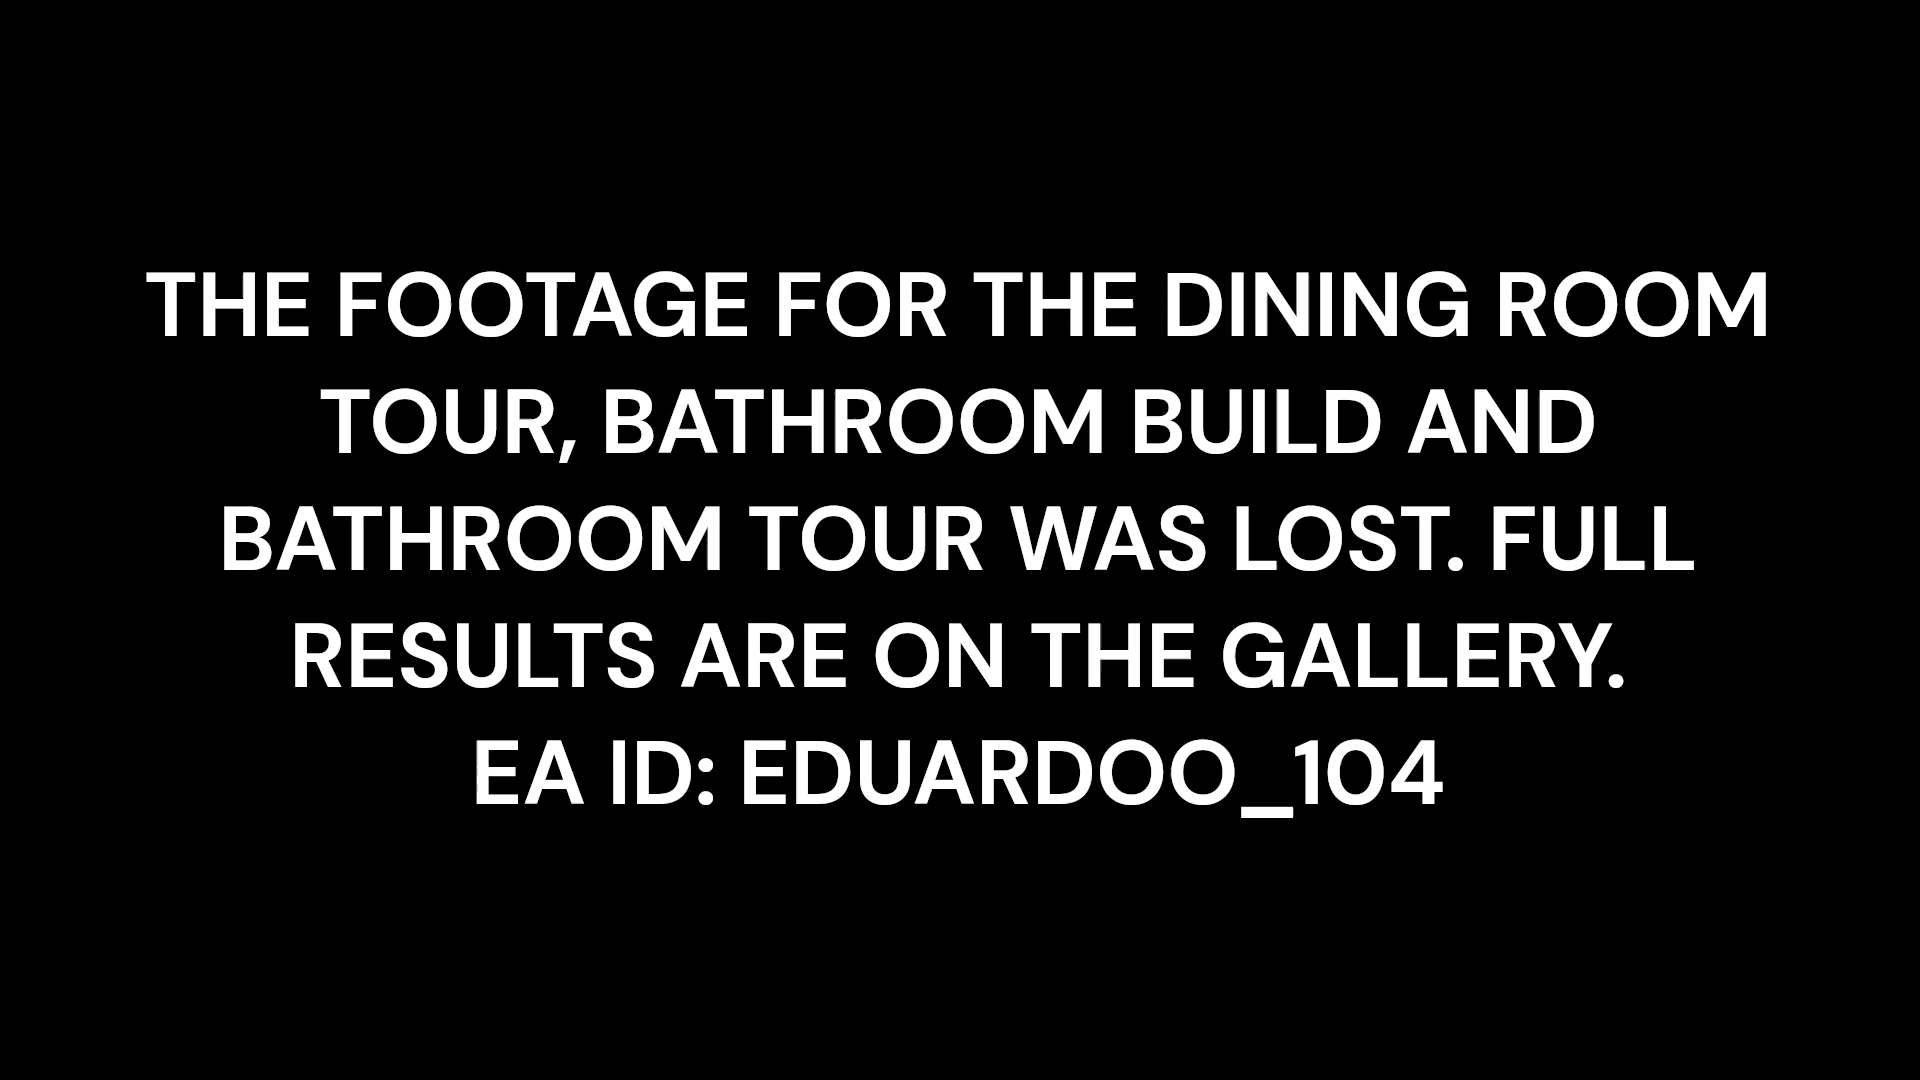 THE FOOTAGE FOR THE DINING ROOM
TOUR, BATHROOM BUILD AND
BATHROOM TOUR WAS LOST. FULL
RESULTS ARE ON THE GALLERY.
EA ID: EDUARDOO_104